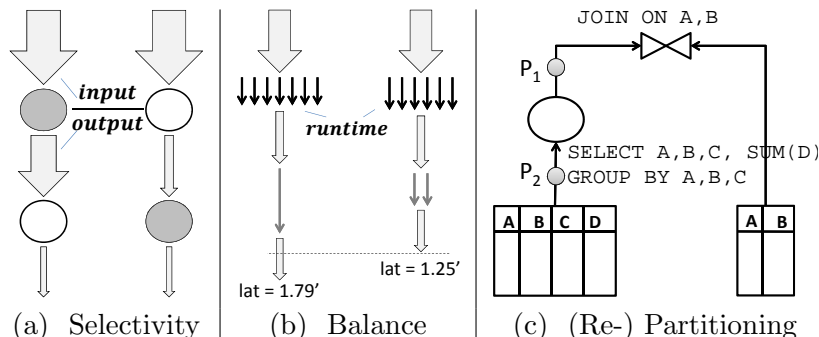 input
output
runtime
lat = 1.79’
lat = 1.25’
JOIN ON A,B
P1
SELECT A,B,C, SUM(D)
P2
GROUP BY A,B,C
A B C D
A B
(a) Selectivity
(b) Balance
(c) (Re-) Partitioning